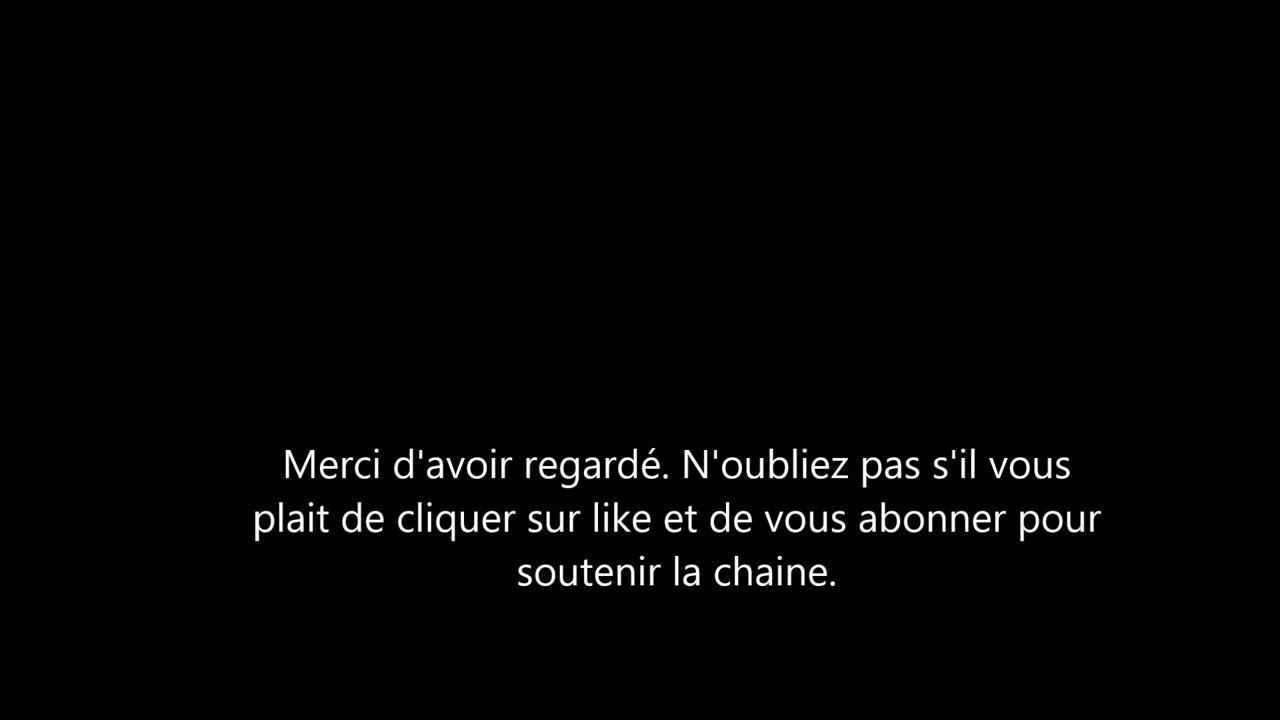 Merci d'avoir regardé. N'oubliez pas s'il vous
plait de cliquer sur like et de vous abonner pour
soutenir la chaine.